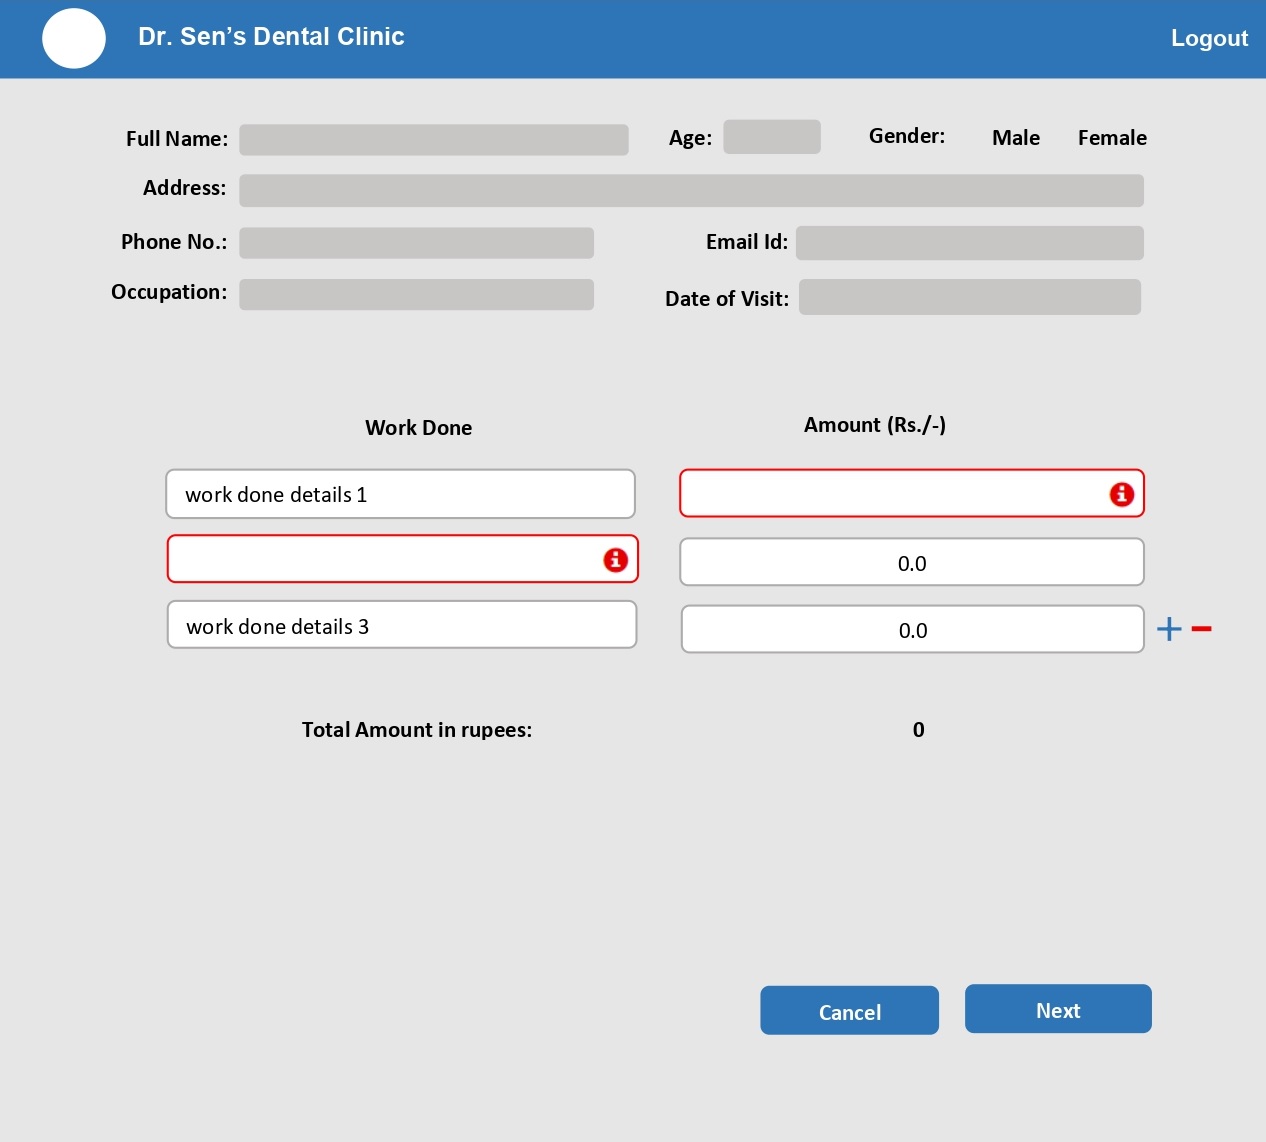 Dr. Sen’s Dental Clinic
Logout
Full Name:
Age:
Gender:
Male
Female
Address:
Phone No.:
Email Id:
Occupation:
Date of Visit:
Work Done
Amount (Rs./-)
work done details 1
0.0
work done details 3
0.0
Total Amount in rupees:
0
Cancel
Next